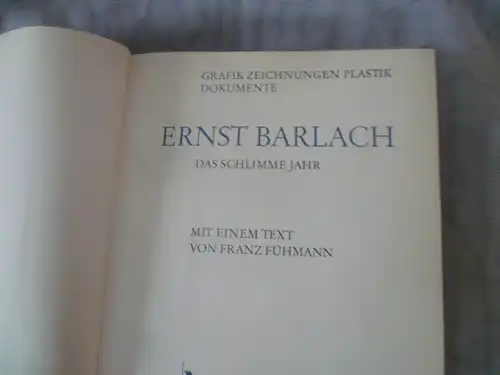 GRAFIK ZEICHNUNGEN PLASTIK
DOKUMENTE
ERNST BARLACH
DAS SCHLIMME JAHR
MIT EINEM TEXT
VON FRANZ FÜHMANN